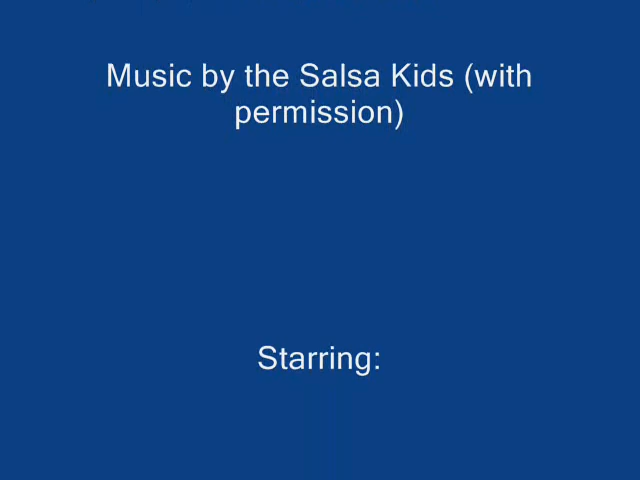 Music by the Salsa Kids (with
permission)
Starring: